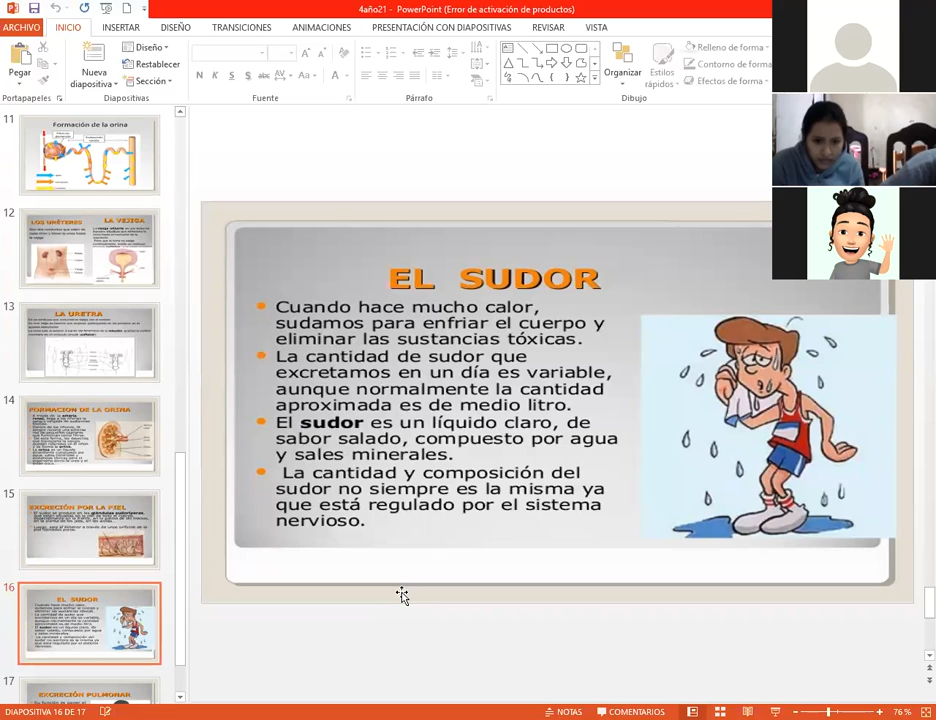 4año21 - PowerPoint (Error de activación de productos)
ARCHIVO INICIO INSERTAR DISEÑO TRANSICIONES ANIMACIONES PRESENTACIÓN CON DIAPOSITIVAS REVISAR VISTA
Pegar
Nueva
diapositiva
Diseño
Restablecer
Sección
N K S S abc AV Aa A
Organizar
Estilos
rápidos
Relleno de forma
Contorno de forma
Efectos de forma
Portapapeles Diapositivas Fuente Párrafo Dibujo
11
Formación de la orina
12
LOS URÉTERES
LA VEJIGA
13
LA URETRA
14
FORMACION DE LA ORINA
15
EXCRECIÓN POR LA PIEL
16
EL SUDOR
17
EXCRECIÓN PULMONAR
EL SUDOR
Cuando hace mucho calor,
sudamos para enfriar el cuerpo y
eliminar las sustancias tóxicas.
La cantidad de sudor que
excretamos en un día es variable,
aunque normalmente la cantidad
aproximada es de medio litro.
El sudor es un líquido claro, de
sabor salado, compuesto por agua
y sales minerales.
La cantidad y composición del
sudor no siempre es la misma ya
que está regulado por el sistema
nervioso.
DIAPOSITIVA 16 DE 17
NOTAS COMENTARIOS 76 %